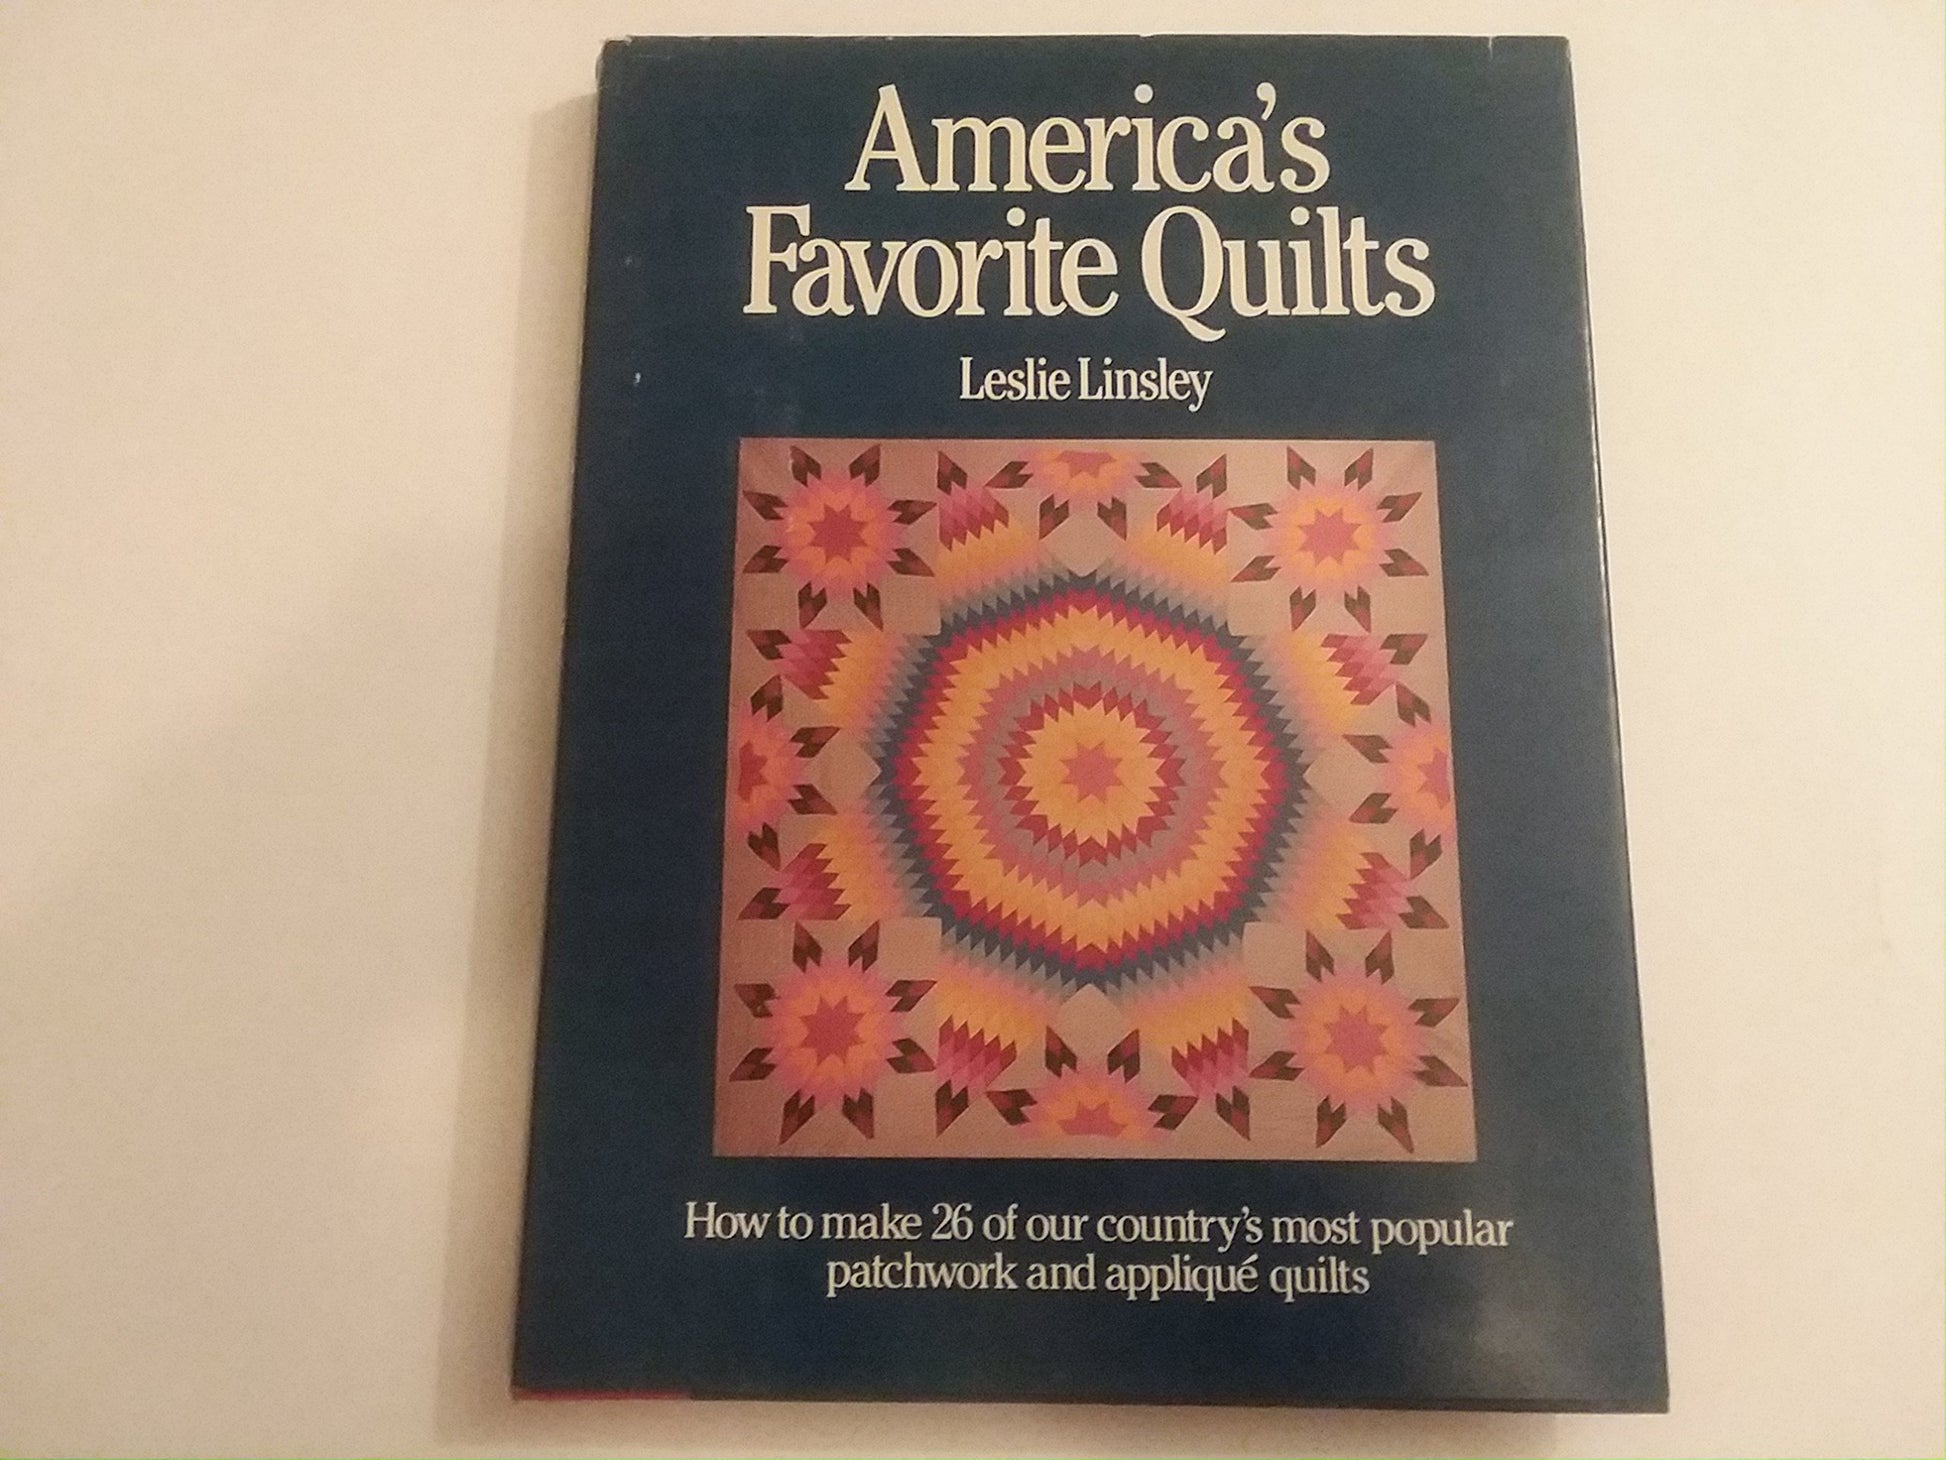 America's
Favorite Quilts
Leslie Linsley
How to make 26 of our country's most popular
patchwork and appliqué quilts